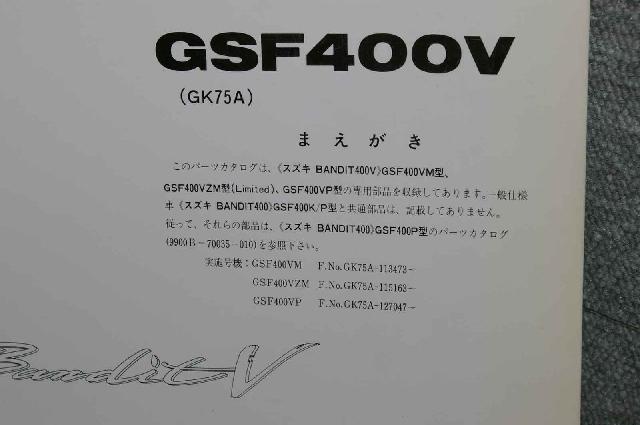 GSF400V
(GK75A)
まえがき
このパーツカタログは、《スズキ BANDIT400V》GSF400VM型、
GSF400VZM型(Limited)、GSF400VP型の専用部品を収録してあります。一般仕様
車《スズキ BANDIT400》GSF400K/P型と共通部品は、記載してありません。
従って、それらの部品は、《スズキ BANDIT400》GSF400P型のパーツカタログ
(9900B-70035-010)を参照下さい。
実施号機:GSF400VM F.No.GK75A-113473~
GSF400VZM F.No.GK75A-115163~
GSF400VP F.No.GK75A-127047~
Bandit V